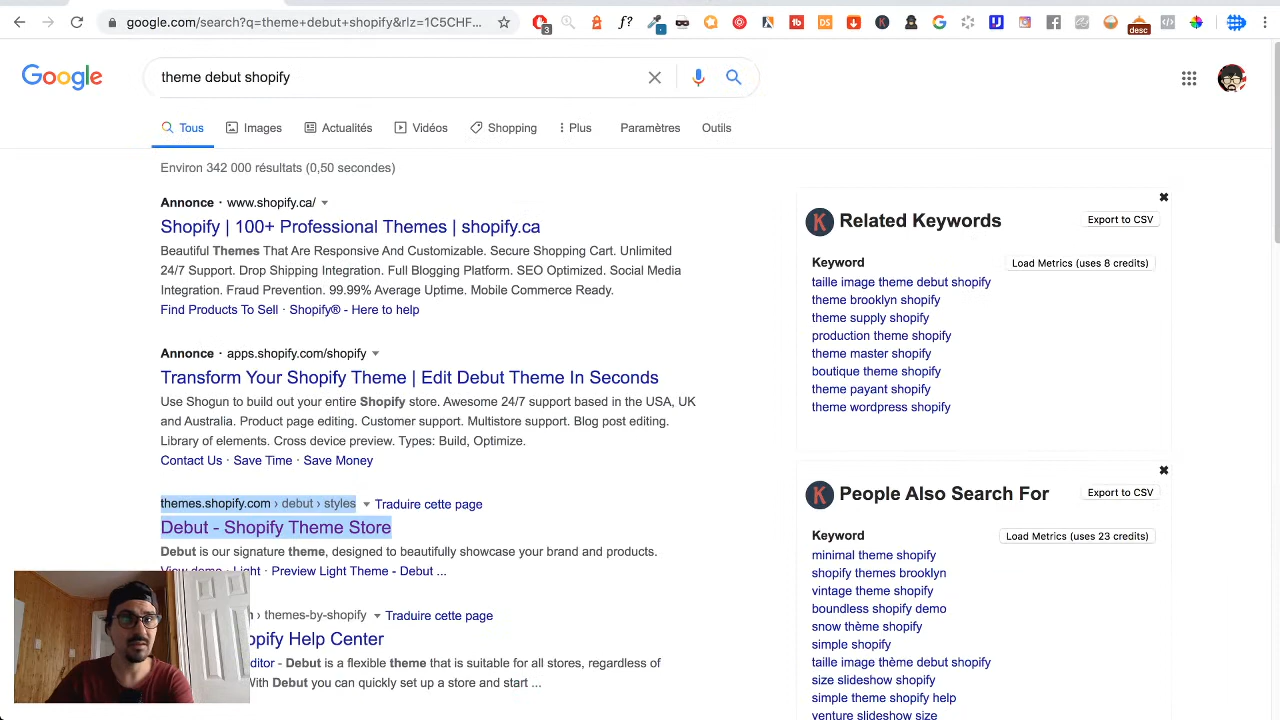 google.com/search?q=theme+debut+shopify&rlz=1C5CHF...
3
f?
DS
desc
Google
theme debut shopify
Tous
Images
Actualités
Vidéos
Shopping
Plus
Paramètres
Outils
Environ 342 000 résultats (0,50 secondes)
Annonce · www.shopify.ca/
Shopify | 100+ Professional Themes | shopify.ca
Beautiful Themes That Are Responsive And Customizable. Secure Shopping Cart. Unlimited
24/7 Support. Drop Shipping Integration. Full Blogging Platform. SEO Optimized. Social Media
Integration. Fraud Prevention. 99.99% Average Uptime. Mobile Commerce Ready.
Find Products To Sell · Shopify® - Here to help
Annonce · apps.shopify.com/shopify
Transform Your Shopify Theme | Edit Debut Theme In Seconds
Use Shogun to build out your entire Shopify store. Awesome 24/7 support based in the USA, UK
and Australia. Product page editing. Customer support. Multistore support. Blog post editing.
Library of elements. Cross device preview. Types: Build, Optimize.
Contact Us · Save Time · Save Money
themes.shopify.com › debut › styles
Traduire cette page
Debut - Shopify Theme Store
Debut is our signature theme, designed to beautifully showcase your brand and products.
View demo · Light · Preview Light Theme - Debut ...
› themes-by-shopify
Traduire cette page
opify Help Center
ditor - Debut is a flexible theme that is suitable for all stores, regardless of
With Debut you can quickly set up a store and start ...
K Related Keywords
Export to CSV
Keyword
Load Metrics (uses 8 credits)
taille image theme debut shopify
theme brooklyn shopify
theme supply shopify
production theme shopify
theme master shopify
boutique theme shopify
theme payant shopify
theme wordpress shopify
K People Also Search For
Export to CSV
Keyword
Load Metrics (uses 23 credits)
minimal theme shopify
shopify themes brooklyn
vintage theme shopify
boundless shopify demo
snow thème shopify
simple shopify
taille image thème debut shopify
size slideshow shopify
simple theme shopify help
venture slideshow size